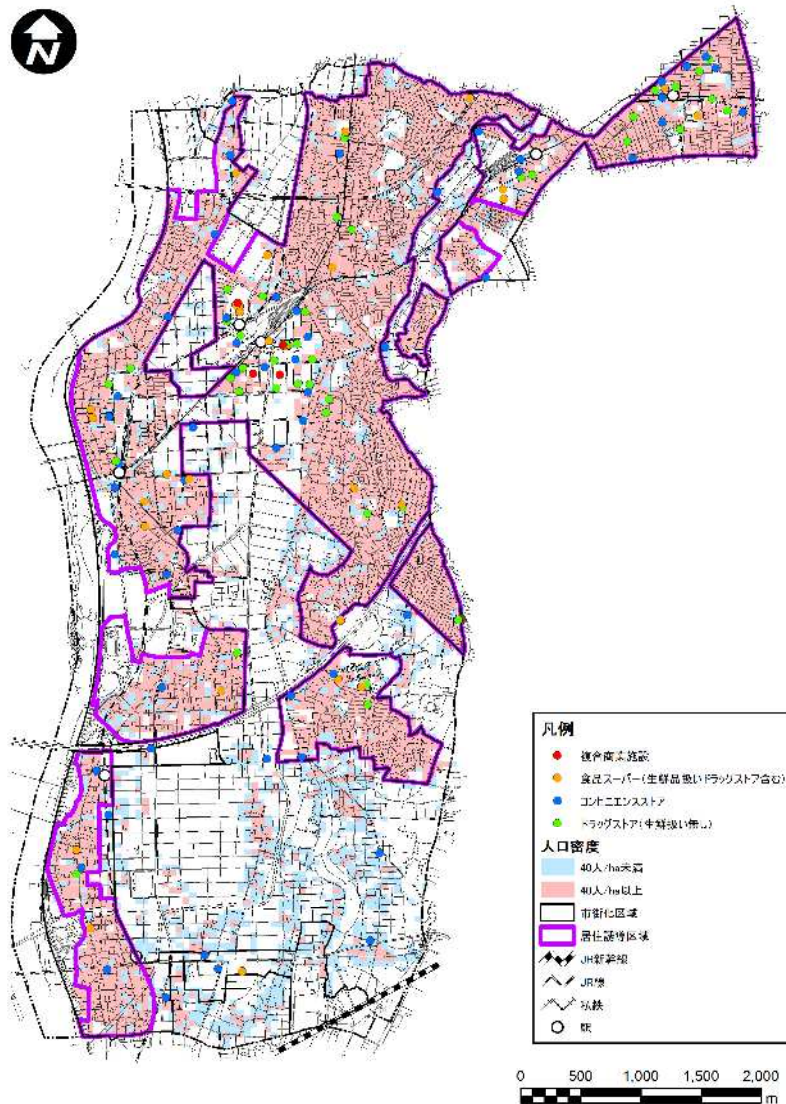 N
凡例
複合商業施設
食品スーパー(生鮮品扱いドラッグストア含む)
コンビニエンスストア
ドラッグストア(生鮮扱い無し)
人口密度
40人/ha未満
40人/ha以上
市街化区域
居住誘導区域
JR新幹線
JR線
私鉄
駅
0 500 1,000 1,500 2,000
m